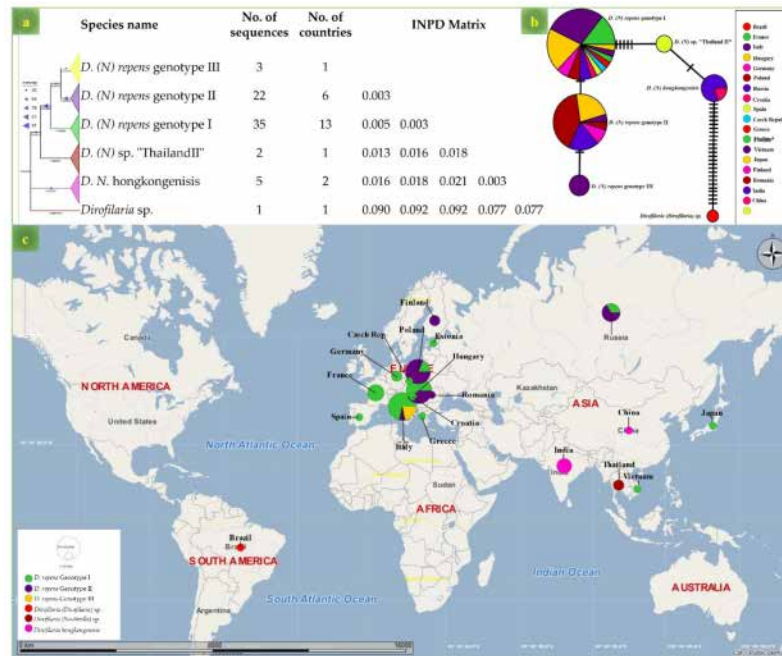 a
Species name No. of sequences No. of countries INPD Matrix
D. (N) repens genotype III 3 1
D. (N) repens genotype II 22 6 0.003
D. (N) repens genotype I 35 13 0.005 0.003
D. (N) sp. "ThailandII" 2 1 0.013 0.016 0.018
D. N. hongkongenisis 5 2 0.016 0.018 0.021 0.003
Dirofilaria sp. 1 1 0.090 0.092 0.092 0.077 0.077
b
D. (N) repens genotype I
D. (N) sp. "Thailand II"
D. (N) hongkongenisis
D. (N) repens genotype II
D. (N) repens genotype III
Dirofilaria (Dirofilaria) sp.
Brazil
France
Italy
Hungary
Germany
Poland
Russia
Croatia
Spain
Czech Repu
Greece
Vietnam
Japan
Finland
Romania
India
China
c
Canada
NORTH AMERICA
United States
North Atlantic Ocean
Finland
Poland
Estonia
Czech Rep
Germany
Hungary
France
Romania
Spain
Croatia
Italy
Greece
Russia
Kazakhstan
ASIA
China
China
Japan
India
Thailand
Vietnam
Sudan
AFRICA
Brazil
SOUTH AMERICA
Argentina
South Atlantic Ocean
Indian Ocean
AUSTRALIA
D. repens Genotype I
D. repens Genotype II
D. repens Genotype III
Dirofilaria (Dirofilaria) sp.
Dirofilaria hongkongensis